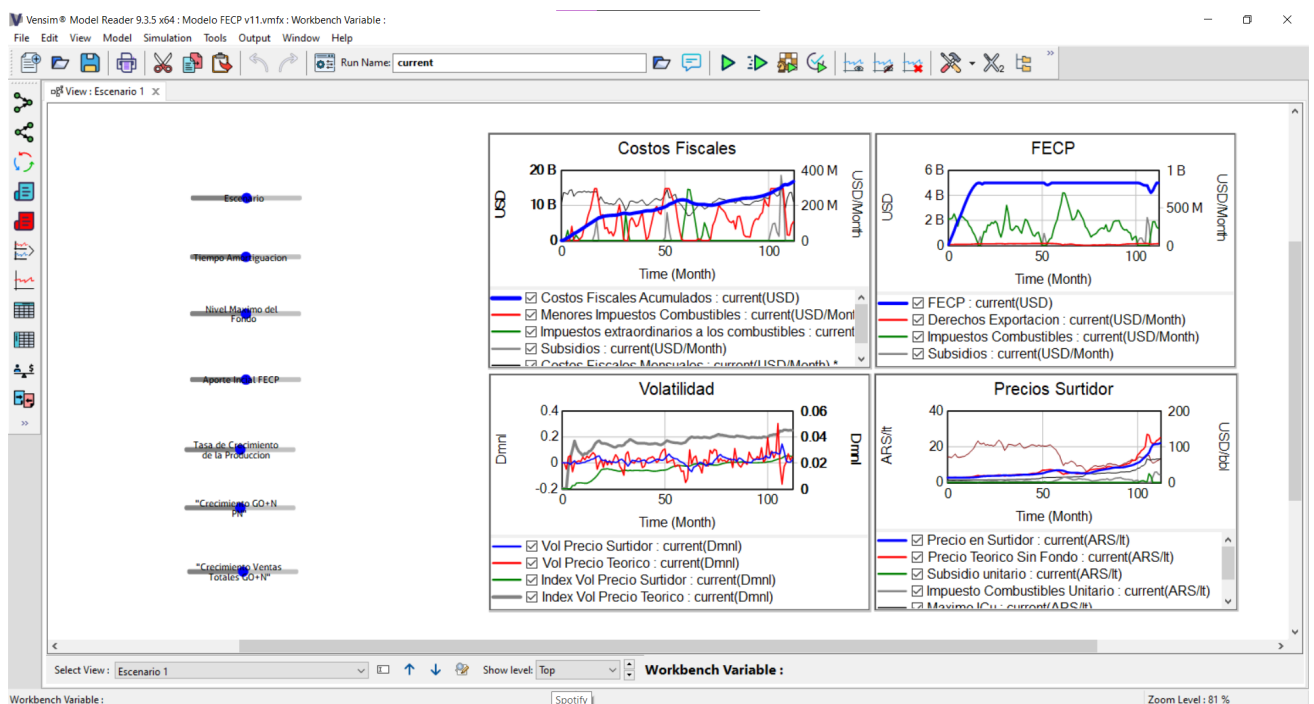 Vensim® Model Reader 9.3.5 x64 : Modelo FECP v11.vmfx : Workbench Variable :
File Edit View Model Simulation Tools Output Window Help
Run Name: current
View : Escenario 1
Escenario
Tiempo Amortiguacion
Nivel Maximo del
Fondo
Aporte Inicial FECP
Tasa de Crecimiento
de la Produccion
"Crecimiento GO+N
PN"
"Crecimiento Ventas
Totales GO+N"
Costos Fiscales
20 B
10 B
0
USD
400 M
200 M
0
USD/Month
0 50 100
Time (Month)
Costos Fiscales Acumulados : current(USD)
Menores Impuestos Combustibles : current(USD/Mont
Impuestos extraordinarios a los combustibles : current
Subsidios : current(USD/Month)
Costos Fiscales Mensuales : current(USD/Month) *
FECP
6 B
4 B
2 B
0
USD
1 B
500 M
0
USD/Month
0 50 100
Time (Month)
FECP : current(USD)
Derechos Exportacion : current(USD/Month)
Impuestos Combustibles : current(USD/Month)
Subsidios : current(USD/Month)
Volatilidad
0.4
0.2
0
-0.2
Dmnl
0.06
0.04
0.02
0
Dmnl
0 50 100
Time (Month)
Vol Precio Surtidor : current(Dmnl)
Vol Precio Teorico : current(Dmnl)
Index Vol Precio Surtidor : current(Dmnl)
Index Vol Precio Teorico : current(Dmnl)
Precios Surtidor
40
20
0
ARS/lt
200
100
0
USD/bbl
0 50 100
Time (Month)
Precio en Surtidor : current(ARS/lt)
Precio Teorico Sin Fondo : current(ARS/lt)
Subsidio unitario : current(ARS/lt)
Impuesto Combustibles Unitario : current(ARS/lt)
Maximo ICu : current(ARS/lt)
Select View : Escenario 1 Show level: Top Workbench Variable :
Workbench Variable : Spotify Zoom Level : 81 %